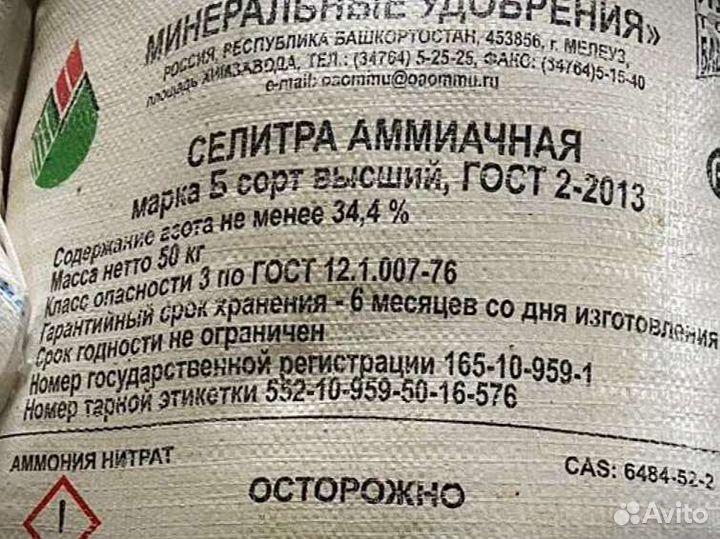 МИНЕРАЛЬНЫЕ УДОБРЕНИЯ»
РОССИЯ, РЕСПУБЛИКА БАШКОРТОСТАН, 453856, г. МЕЛЕУЗ,
площадь ХИМЗАВОДА, ТЕЛ.: (34764) 5-25-25, ФАКС: (34764)5-15-40
e-mail: oaommu@oaommu.ru
СЕЛИТРА АММИАЧНАЯ
марка Б сорт высший, ГОСТ 2-2013
Содержание азота не менее 34,4 %
Масса нетто 50 кг
Класс опасности 3 по ГОСТ 12.1.007-76
Гарантийный срок хранения - 6 месяцев со дня изготовления
Срок годности не ограничен
Номер государственной регистрации 165-10-959-1
Номер тарной этикетки 552-10-959-50-16-576
АММОНИЯ НИТРАТ
CAS: 6484-52-2
ОСТОРОЖНО
Avito